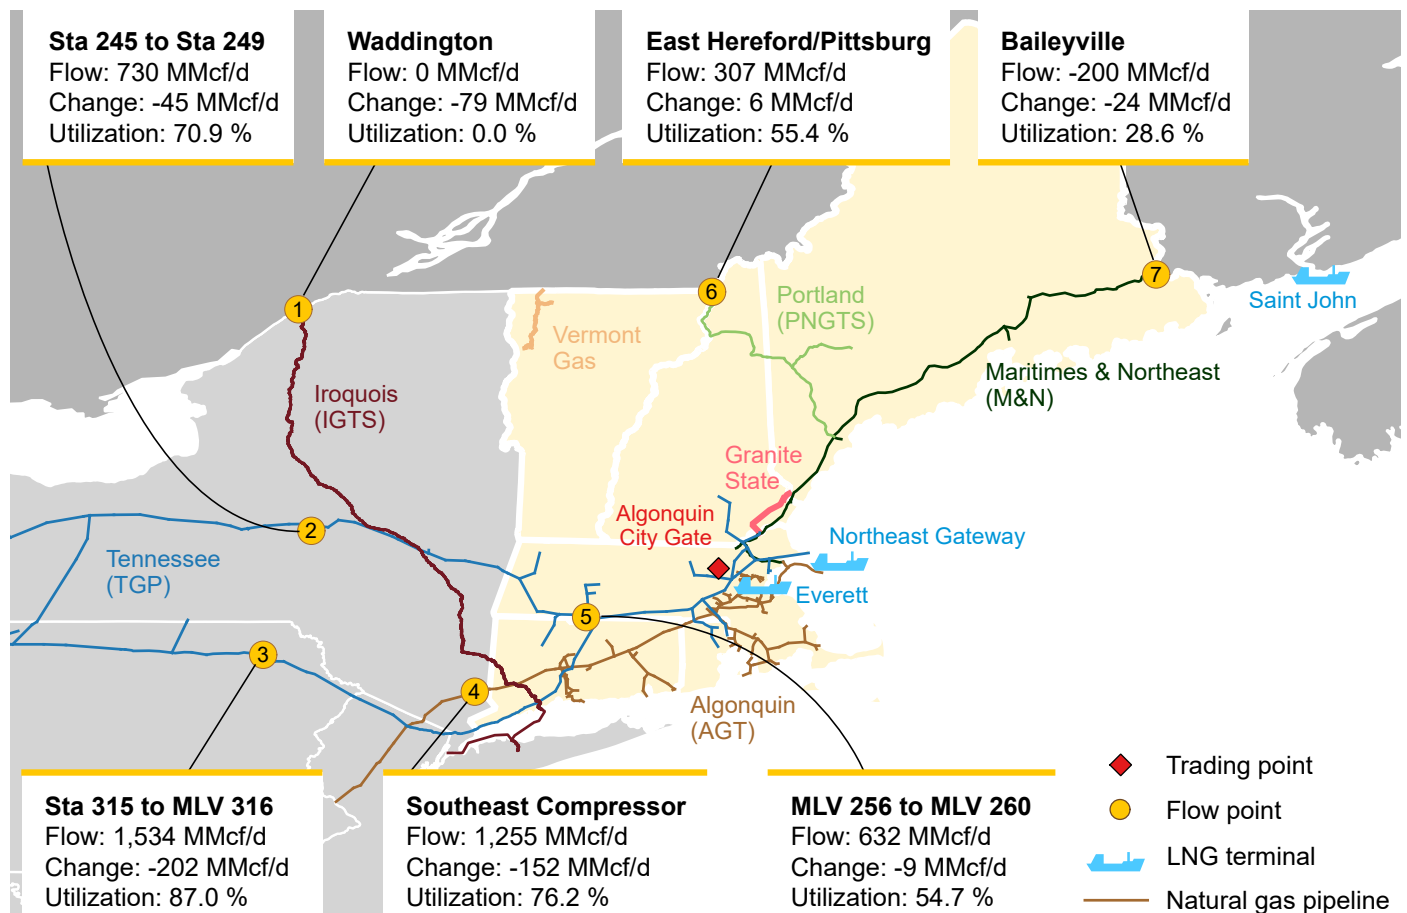 Sta 245 to Sta 249
Flow: 730 MMcf/d
Change: -45 MMcf/d
Utilization: 70.9 %
Waddington
Flow: 0 MMcf/d
Change: -79 MMcf/d
Utilization: 0.0 %
East Hereford/Pittsburg
Flow: 307 MMcf/d
Change: 6 MMcf/d
Utilization: 55.4 %
Baileyville
Flow: -200 MMcf/d
Change: -24 MMcf/d
Utilization: 28.6 %
7
Saint John
6
Portland
(PNGTS)
1
Vermont
Gas
Maritimes & Northeast
(M&N)
Iroquois
(IGTS)
Granite
State
Algonquin
City Gate
2
Northeast Gateway
Tennessee
(TGP)
Everett
5
3
4
Algonquin
(AGT)
Sta 315 to MLV 316
Flow: 1,534 MMcf/d
Change: -202 MMcf/d
Utilization: 87.0 %
Southeast Compressor
Flow: 1,255 MMcf/d
Change: -152 MMcf/d
Utilization: 76.2 %
MLV 256 to MLV 260
Flow: 632 MMcf/d
Change: -9 MMcf/d
Utilization: 54.7 %
Trading point
Flow point
LNG terminal
Natural gas pipeline